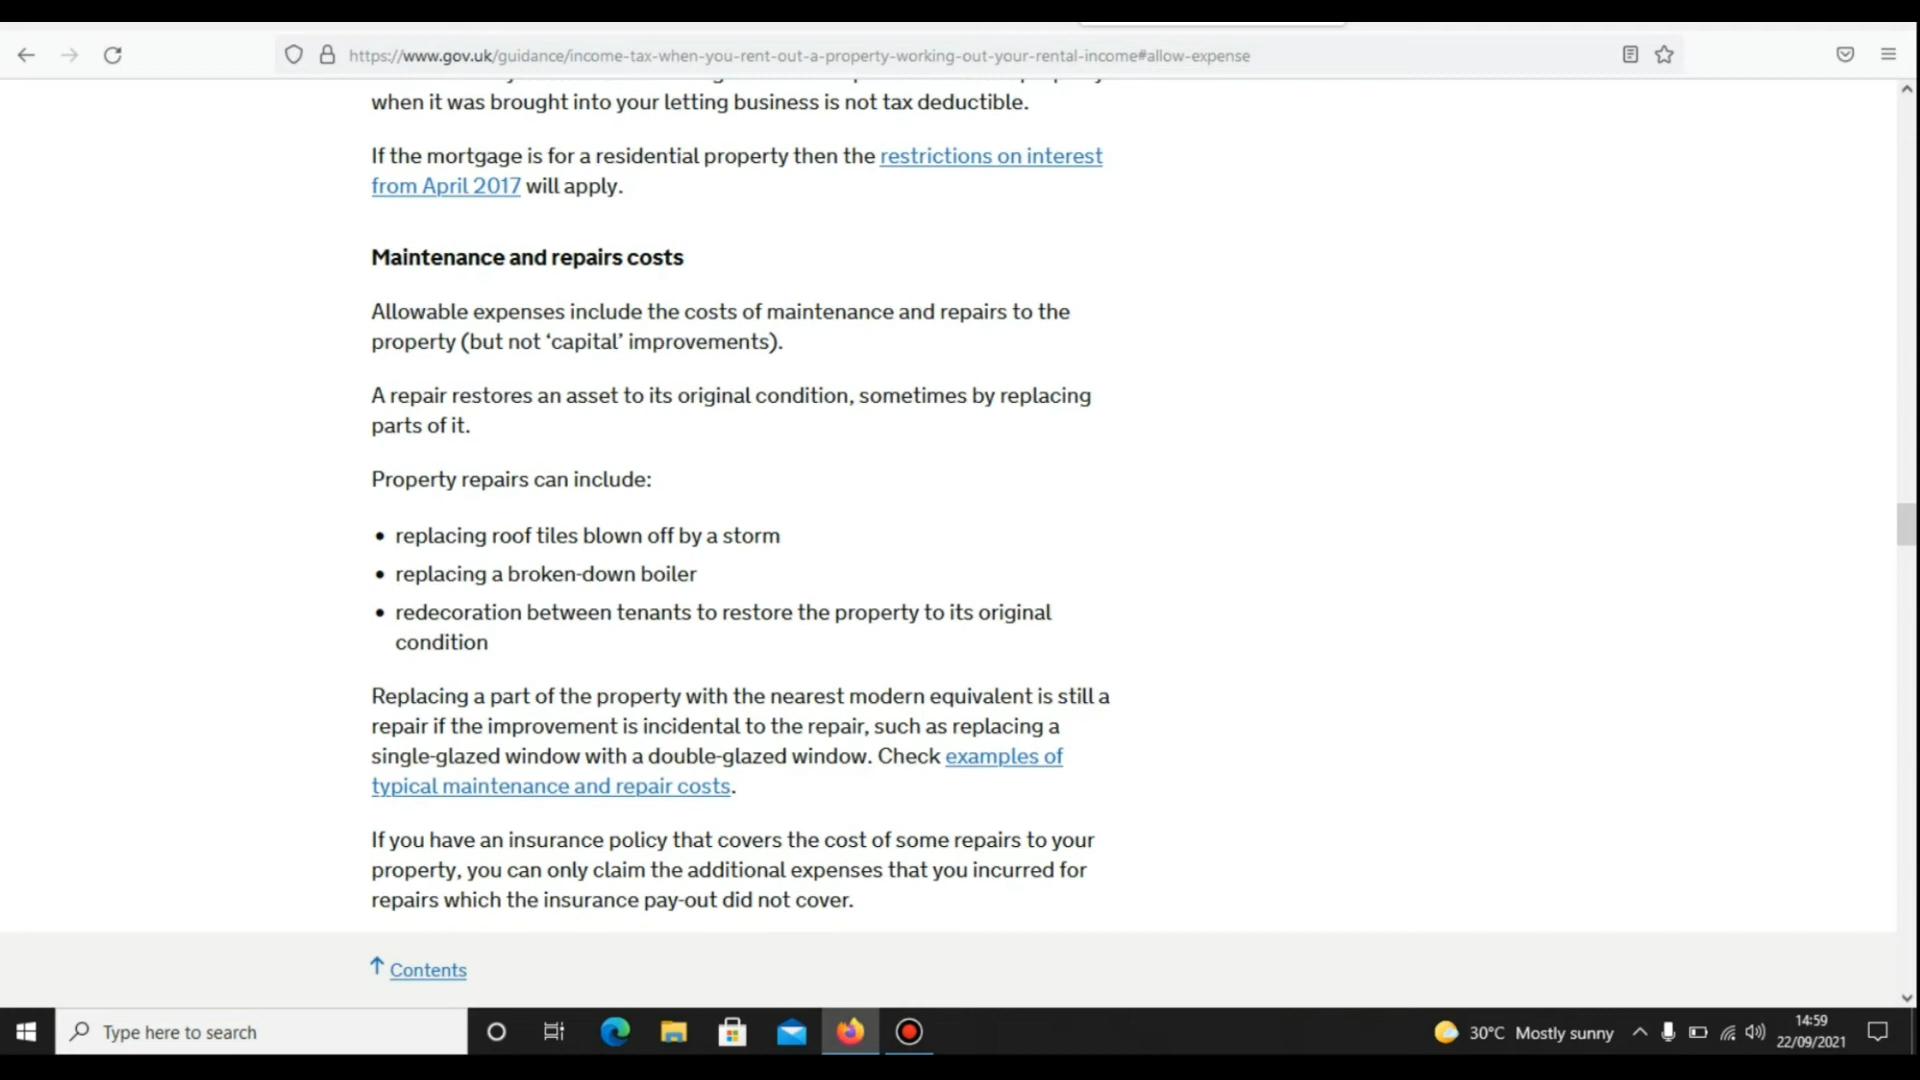 https://www.gov.uk/guidance/income-tax-when-you-rent-out-a-property-working-out-your-rental-income#allow-expense
when it was brought into your letting business is not tax deductible.
If the mortgage is for a residential property then the restrictions on interest
from April 2017 will apply.
Maintenance and repairs costs
Allowable expenses include the costs of maintenance and repairs to the
property (but not ‘capital’ improvements).
A repair restores an asset to its original condition, sometimes by replacing
parts of it.
Property repairs can include:
• replacing roof tiles blown off by a storm
• replacing a broken-down boiler
• redecoration between tenants to restore the property to its original
condition
Replacing a part of the property with the nearest modern equivalent is still a
repair if the improvement is incidental to the repair, such as replacing a
single-glazed window with a double-glazed window. Check examples of
typical maintenance and repair costs.
If you have an insurance policy that covers the cost of some repairs to your
property, you can only claim the additional expenses that you incurred for
repairs which the insurance pay-out did not cover.
↑ Contents
Type here to search
30°C Mostly sunny
14:59
22/09/2021